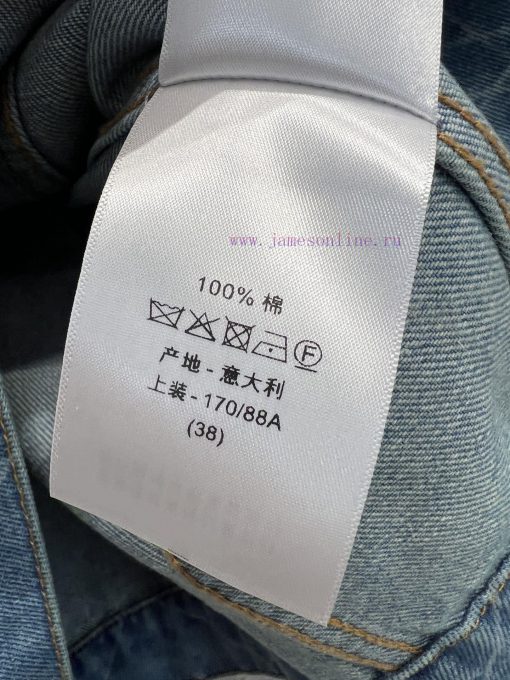 www.jamesonline.ru
100% 棉
F
产地 - 意大利
上装 - 170/88A
(38)